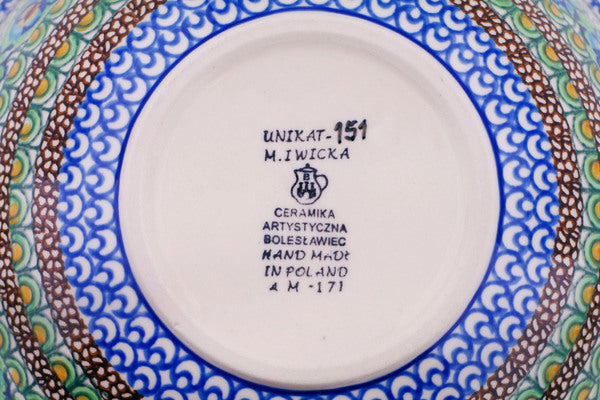 UNIKAT-151
M.IWICKA
B
CERAMIKA
ARTYSTYCZNA
BOLESŁAWIEC
HAND MADE
IN POLAND
A M -171